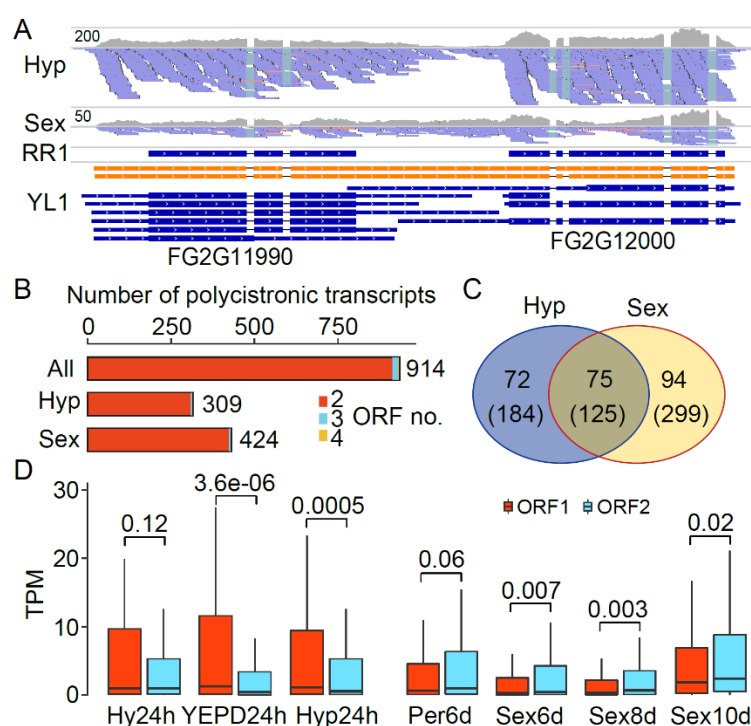 A
200
Hyp
50
Sex
RR1
YL1
FG2G11990
FG2G12000
B
Number of polycistronic transcripts
0 250 500 750
All 914
Hyp 309
Sex 424
2
3 ORF no.
4
C
Hyp Sex
72 75 94
(184) (125) (299)
D
TPM
30
20
10
0
0.12
3.6e-06
0.0005
0.06
0.007
0.003
0.02
ORF1 ORF2
Hy24h YEPD24h Hyp24h Per6d Sex6d Sex8d Sex10d